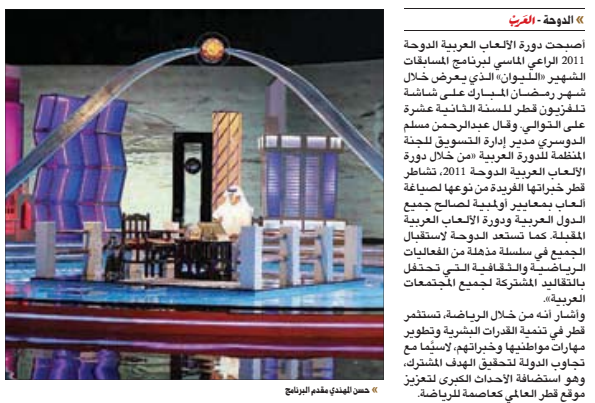 » الدوحة - العرب
أصبحت دورة الألعاب العربية الدوحة
2011 الراعي الماسي لبرنامج المسابقات
الشهير «الليوان» الذي يعرض خلال
شهر رمضان المبارك على شاشة
تلفزيون قطر للسنة الثانية عشرة
على التوالي. وقال عبدالرحمن مسلم
الدوسري مدير إدارة التسويق للجنة
المنظمة للدورة العربية «من خلال دورة
الألعاب العربية الدوحة 2011، تشاطر
قطر خبراتها الفريدة من نوعها لصياغة
ألعاب بمعايير أولمبية لصالح جميع
الدول العربية ودورة الألعاب العربية
المقبلة. كما تستعد الدوحة لاستقبال
الجميع في سلسلة مذهلة من الفعاليات
الرياضية والثقافية التي تحتفل
بالتقاليد المشتركة لجميع المجتمعات
العربية».
وأشار أنه من خلال الرياضة، تستثمر
قطر في تنمية القدرات البشرية وتطوير
مهارات مواطنيها وخبراتهم، لاسيّما مع
تجاوب الدولة لتحقيق الهدف المشترك،
وهو استضافة الأحداث الكبرى لتعزيز
موقع قطر العالمي كعاصمة للرياضة.
» حسن المهندي مقدم البرنامج